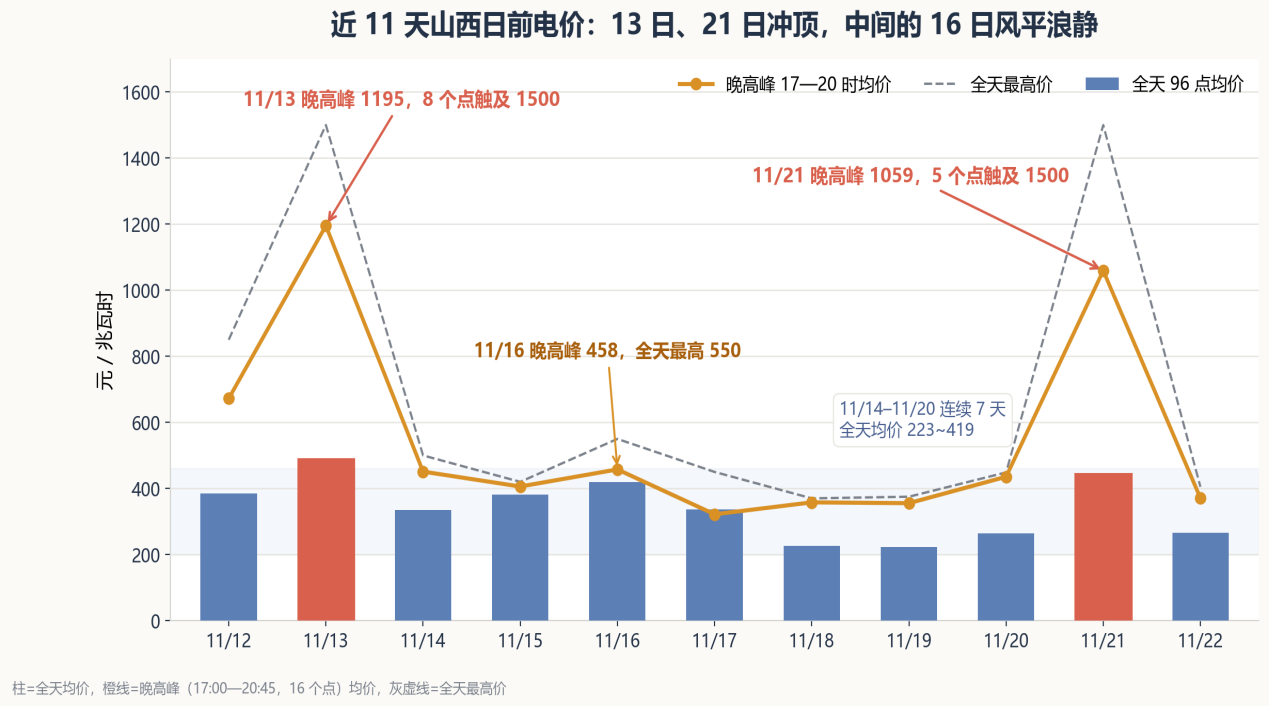 近 11 天山西日前电价：13 日、21 日冲顶，中间的 16 日风平浪静
晚高峰 17—20 时均价
全天最高价
全天 96 点均价
11/13 晚高峰 1195，8 个点触及 1500
11/21 晚高峰 1059，5 个点触及 1500
11/16 晚高峰 458，全天最高 550
11/14–11/20 连续 7 天
全天均价 223~419
元 / 兆瓦时
1600
1400
1200
1000
800
600
400
200
0
11/12
11/13
11/14
11/15
11/16
11/17
11/18
11/19
11/20
11/21
11/22
柱=全天均价，橙线=晚高峰（17:00—20:45，16 个点）均价，灰虚线=全天最高价